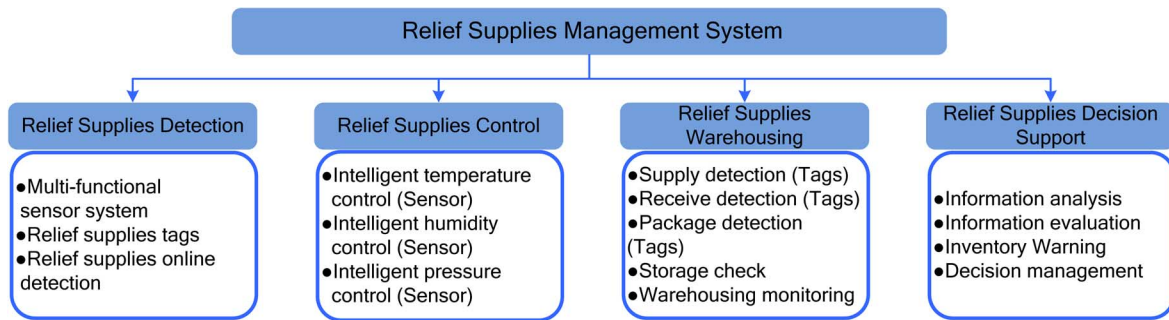 Relief Supplies Management System
Relief Supplies Detection
●Multi-functional
sensor system
●Relief supplies tags
●Relief supplies online
detection
Relief Supplies Control
●Intelligent temperature
control (Sensor)
●Intelligent humidity
control (Sensor)
●Intelligent pressure
control (Sensor)
Relief Supplies
Warehousing
●Supply detection (Tags)
●Receive detection (Tags)
●Package detection
(Tags)
●Storage check
●Warehousing monitoring
Relief Supplies Decision
Support
●Information analysis
●Information evaluation
●Inventory Warning
●Decision management